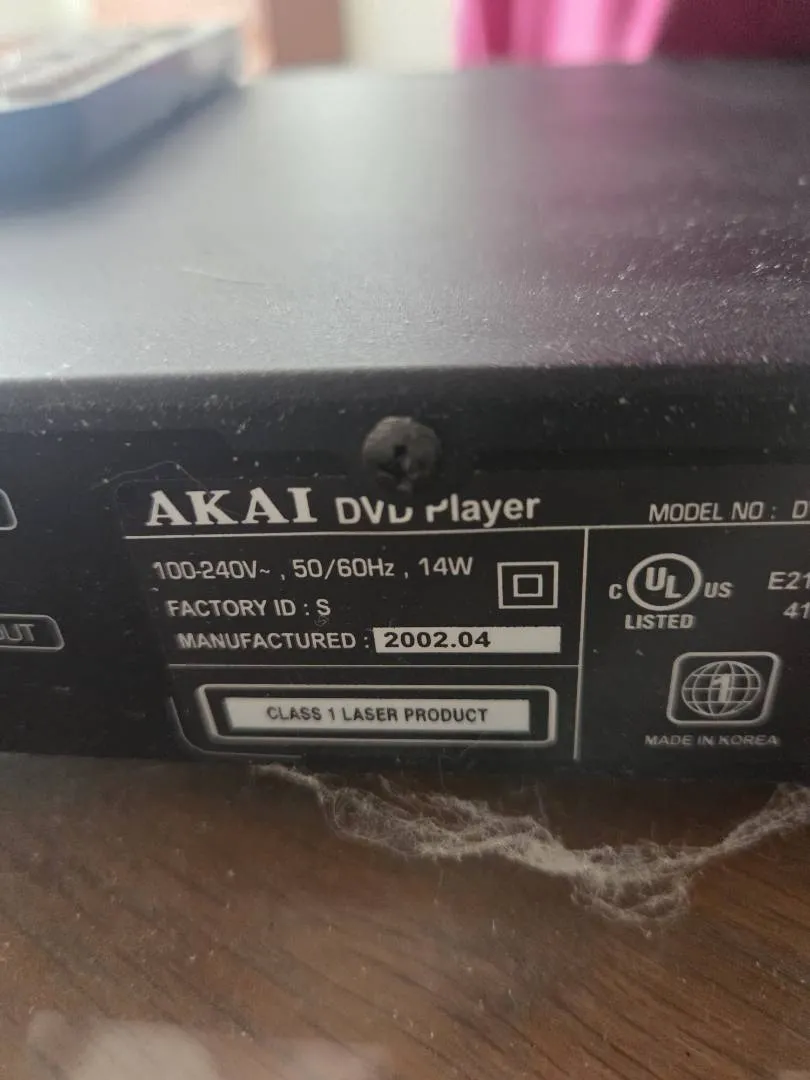 AKAI DVD Player
MODEL NO : D
100-240V~ , 50/60Hz , 14W
FACTORY ID : S
MANUFACTURED : 2002.04
CLASS 1 LASER PRODUCT
C UL US
LISTED
E21
41
1
MADE IN KOREA
UT